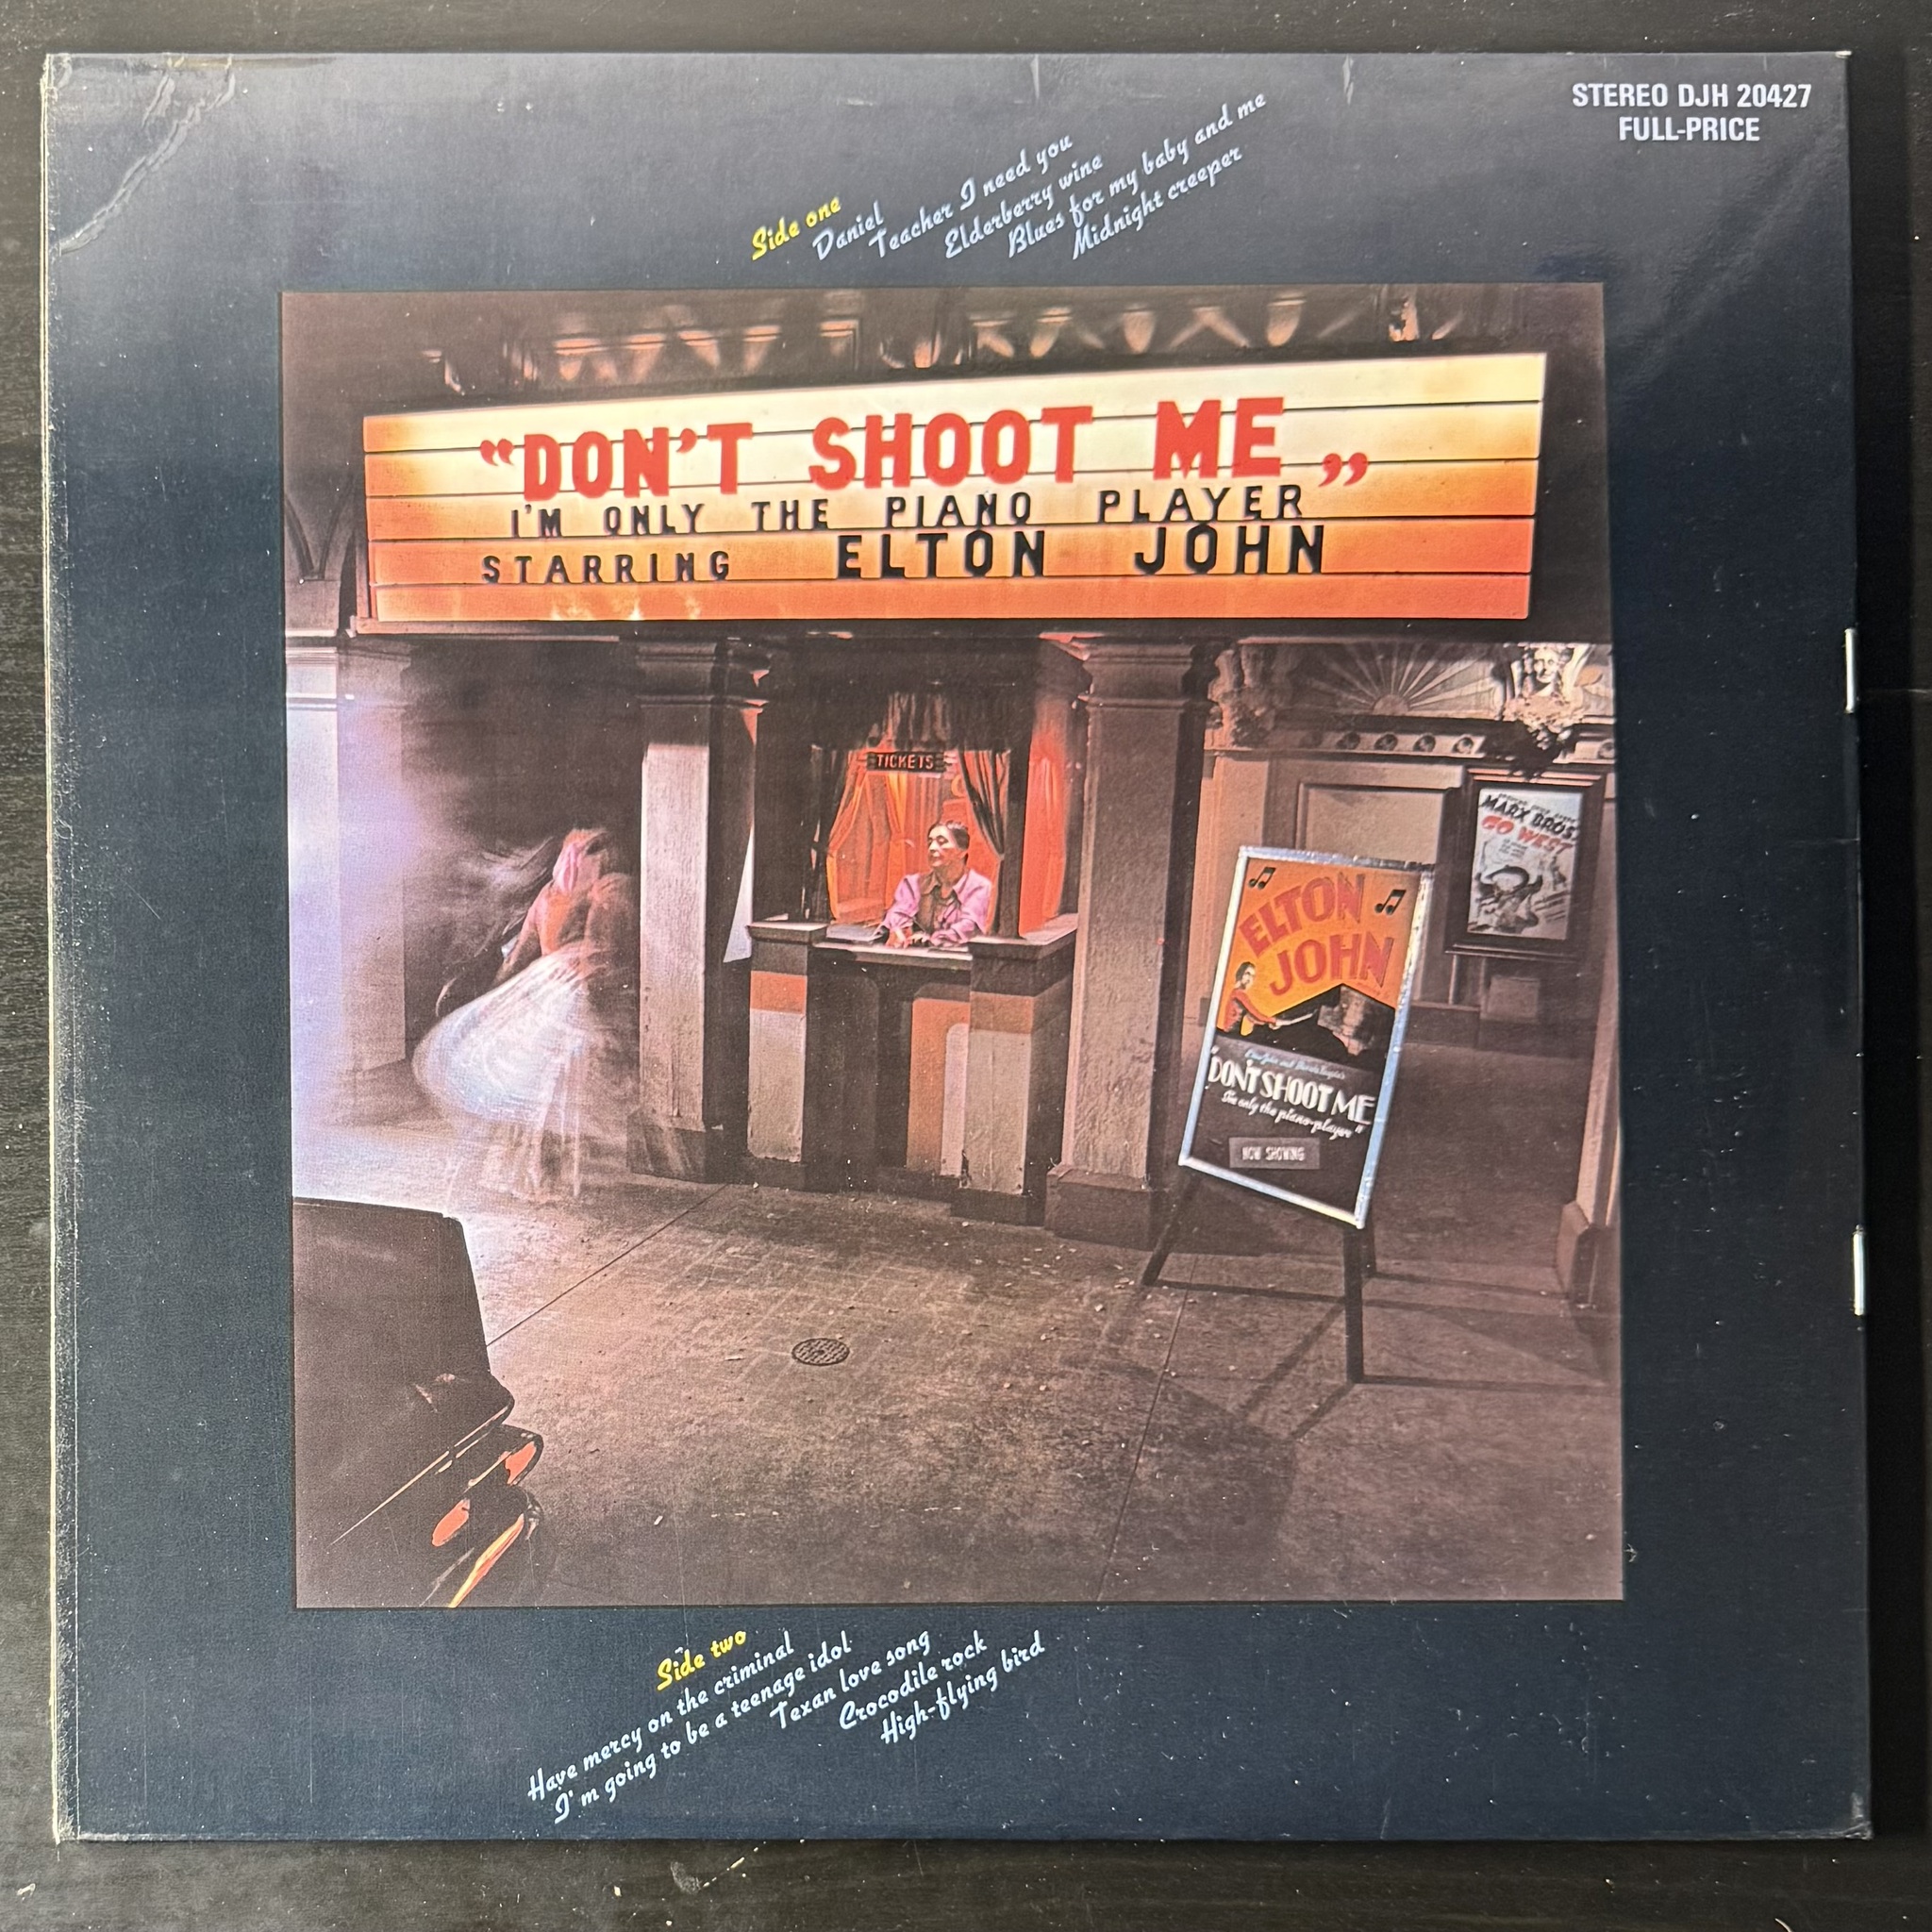 STEREO DJH 20427
FULL-PRICE
Side one
Daniel
Teacher I need you
Elderberry wine
Blues for my baby and me
Midnight creeper
“DON'T SHOOT ME„
I'M ONLY THE PIANO PLAYER
STARRING ELTON JOHN
TICKETS
MARX BROS
GO WEST
ELTON
JOHN
"DON'T SHOOT ME
I'm only the piano-player"
NOW SHOWING
Side two
Have mercy on the criminal
I'm going to be a teenage idol
Texan love song
Crocodile rock
High-flying bird